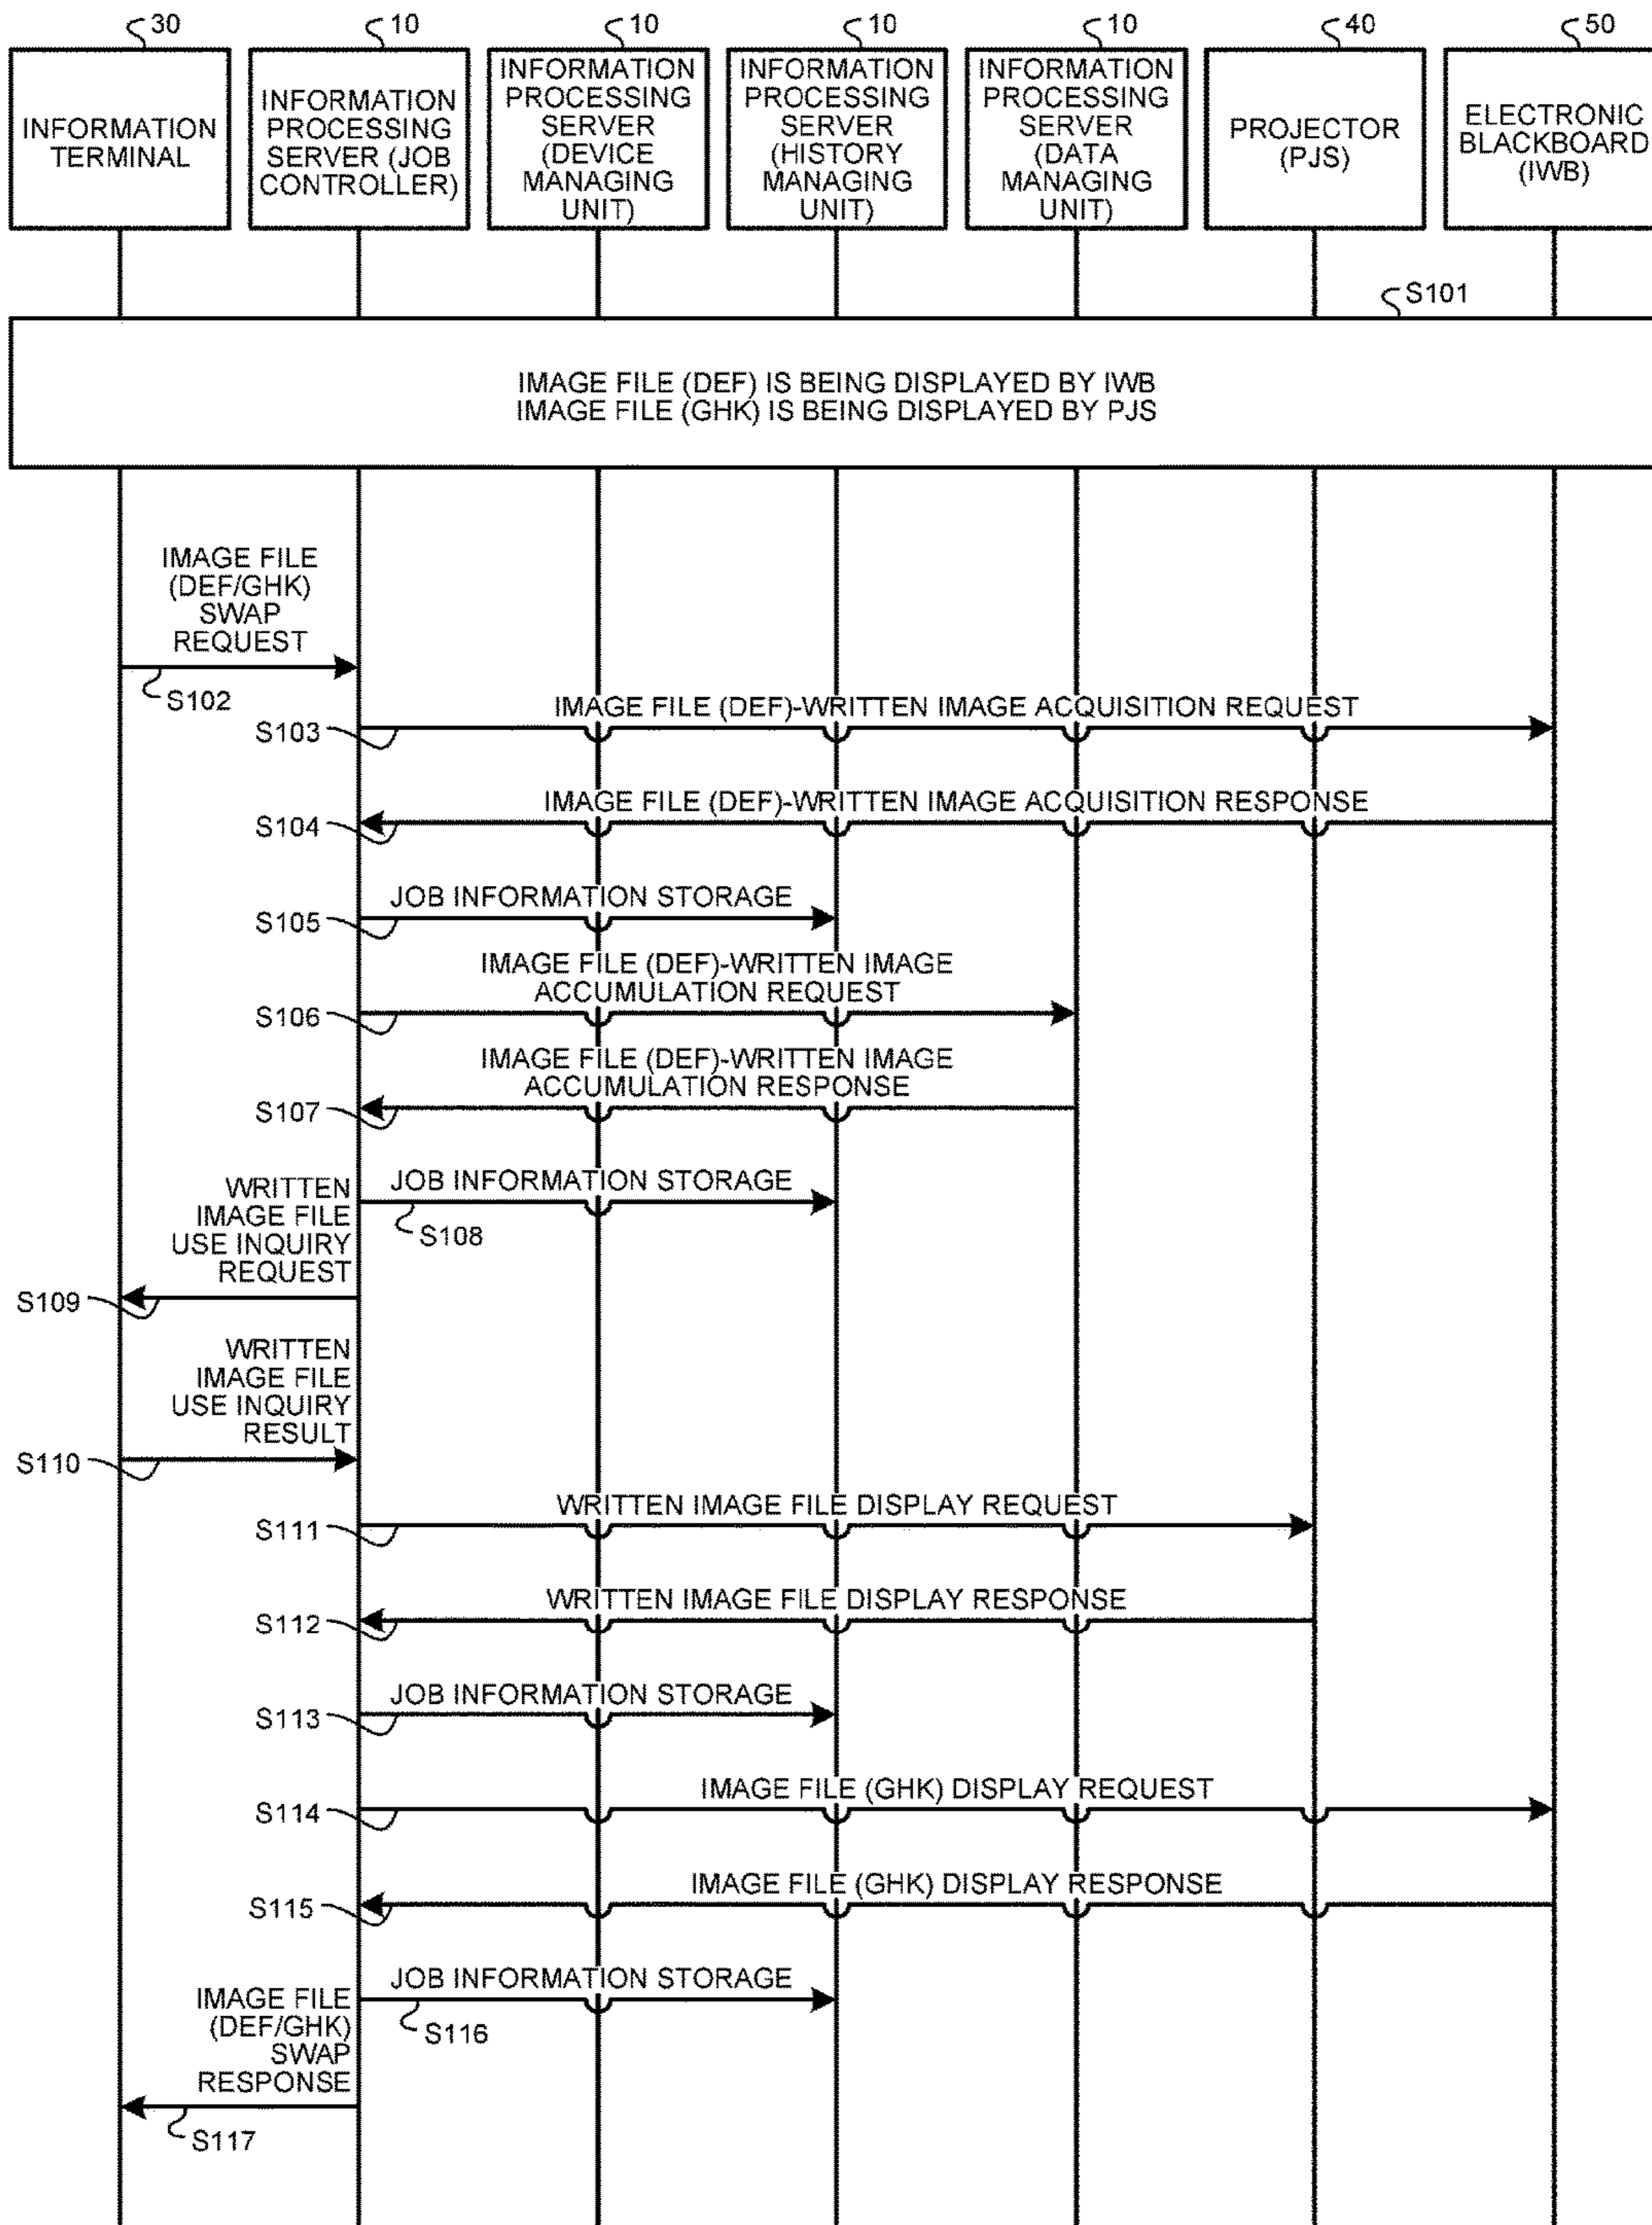 30
10
10
10
10
40
50
INFORMATION
TERMINAL
INFORMATION
PROCESSING
SERVER (JOB
CONTROLLER)
INFORMATION
PROCESSING
SERVER
(DEVICE
MANAGING
UNIT)
INFORMATION
PROCESSING
SERVER
(HISTORY
MANAGING
UNIT)
INFORMATION
PROCESSING
SERVER
(DATA
MANAGING
UNIT)
PROJECTOR
(PJS)
ELECTRONIC
BLACKBOARD
(IWB)
S101
IMAGE FILE (DEF) IS BEING DISPLAYED BY IWB
IMAGE FILE (GHK) IS BEING DISPLAYED BY PJS
IMAGE FILE
(DEF/GHK)
SWAP
REQUEST
S102
IMAGE FILE (DEF)-WRITTEN IMAGE ACQUISITION REQUEST
S103
IMAGE FILE (DEF)-WRITTEN IMAGE ACQUISITION RESPONSE
S104
JOB INFORMATION STORAGE
S105
IMAGE FILE (DEF)-WRITTEN IMAGE
ACCUMULATION REQUEST
S106
IMAGE FILE (DEF)-WRITTEN IMAGE
ACCUMULATION RESPONSE
S107
JOB INFORMATION STORAGE
S108
WRITTEN
IMAGE FILE
USE INQUIRY
REQUEST
S109
WRITTEN
IMAGE FILE
USE INQUIRY
RESULT
S110
WRITTEN IMAGE FILE DISPLAY REQUEST
S111
WRITTEN IMAGE FILE DISPLAY RESPONSE
S112
JOB INFORMATION STORAGE
S113
IMAGE FILE (GHK) DISPLAY REQUEST
S114
IMAGE FILE (GHK) DISPLAY RESPONSE
S115
JOB INFORMATION STORAGE
S116
IMAGE FILE
(DEF/GHK)
SWAP
RESPONSE
S117